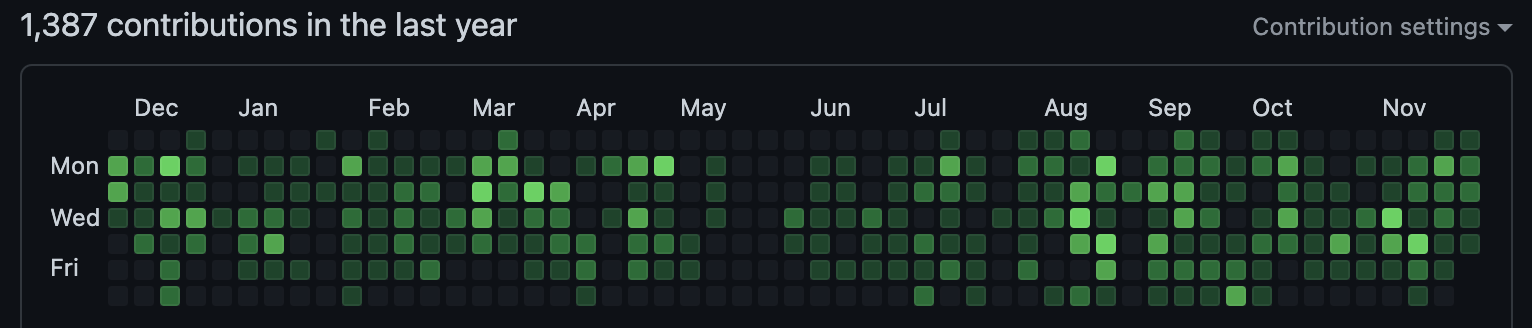 1,387 contributions in the last year
Contribution settings
Dec Jan Feb Mar Apr May Jun Jul Aug Sep Oct Nov
Mon
Wed
Fri